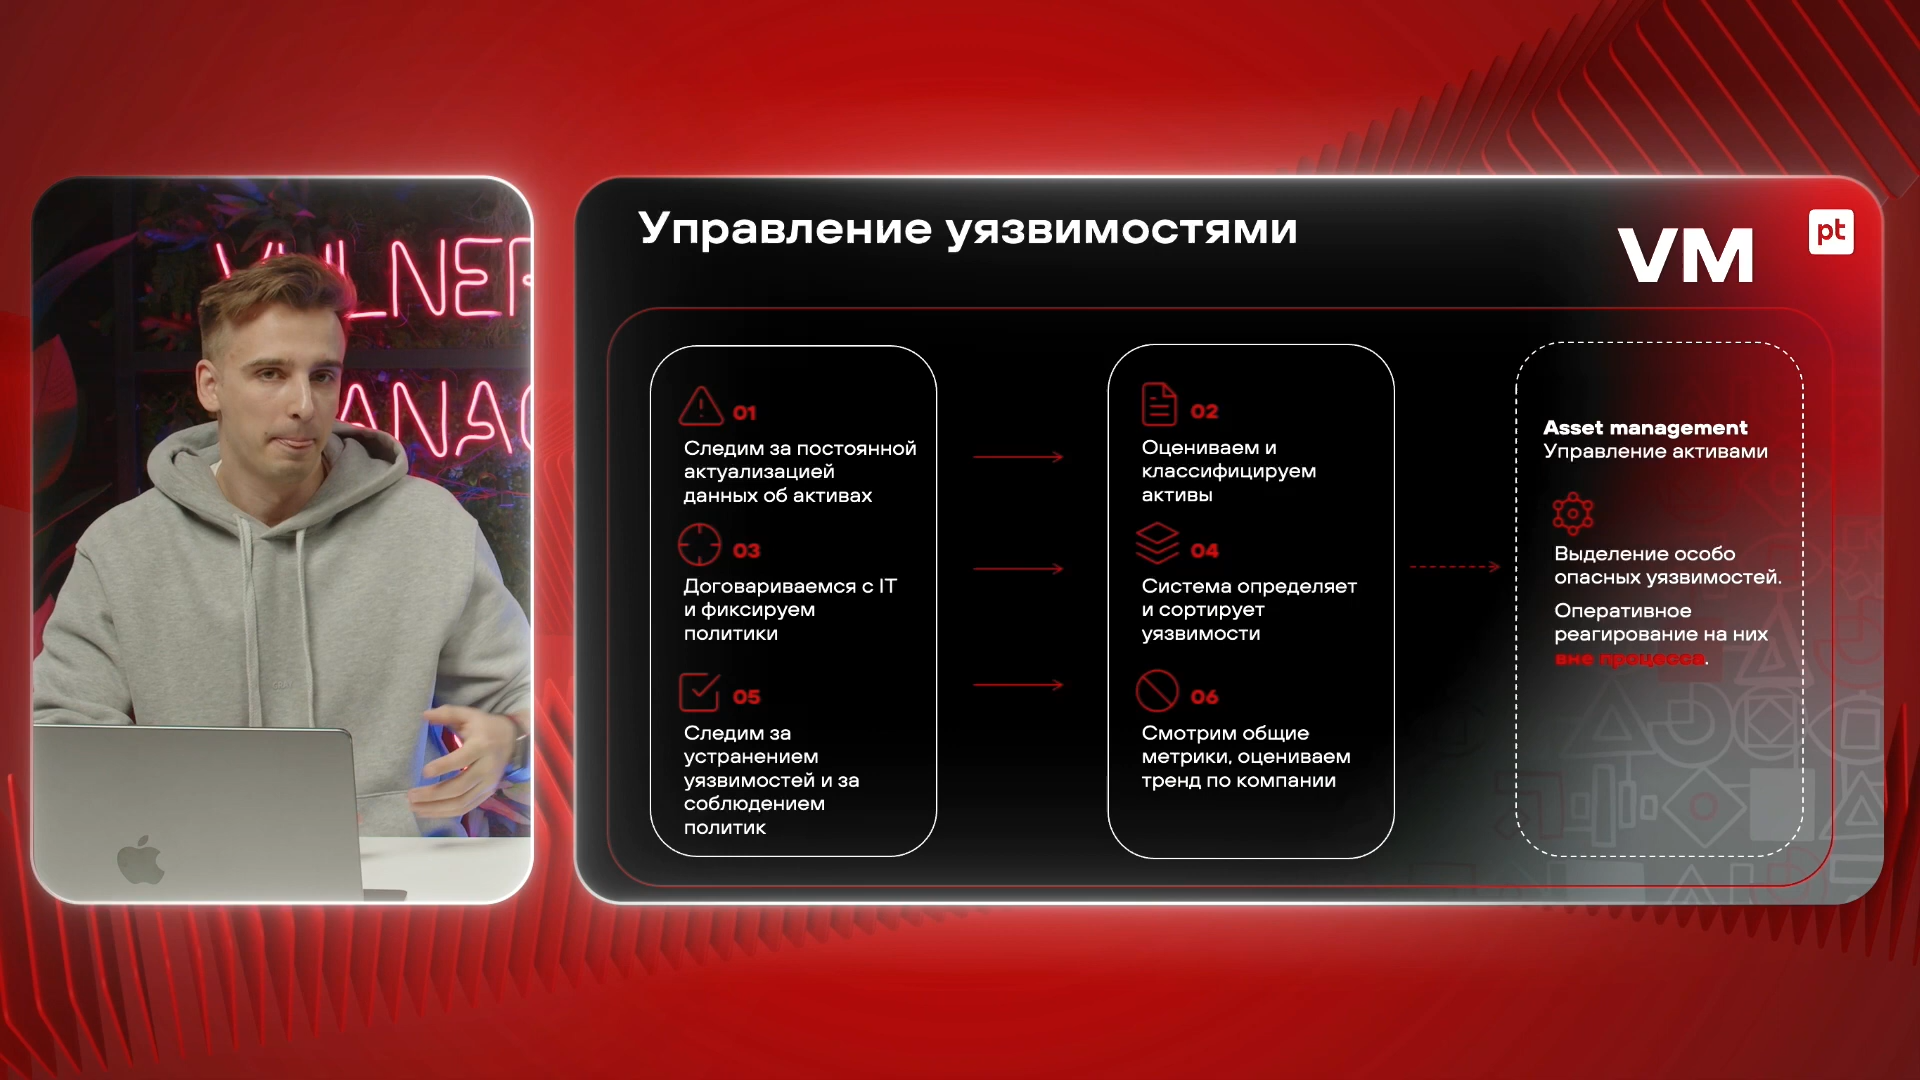 VULNER
ANAG
Управление уязвимостями
VM
pt
01
Следим за постоянной
актуализацией
данных об активах
02
Оцениваем и
классифицируем
активы
03
Договариваемся с IT
и фиксируем
политики
04
Система определяет
и сортирует
уязвимости
05
Следим за
устранением
уязвимостей и за
соблюдением
политик
06
Смотрим общие
метрики, оцениваем
тренд по компании
Asset management
Управление активами
Выделение особо
опасных уязвимостей.
Оперативное
реагирование на них
вне процесса.